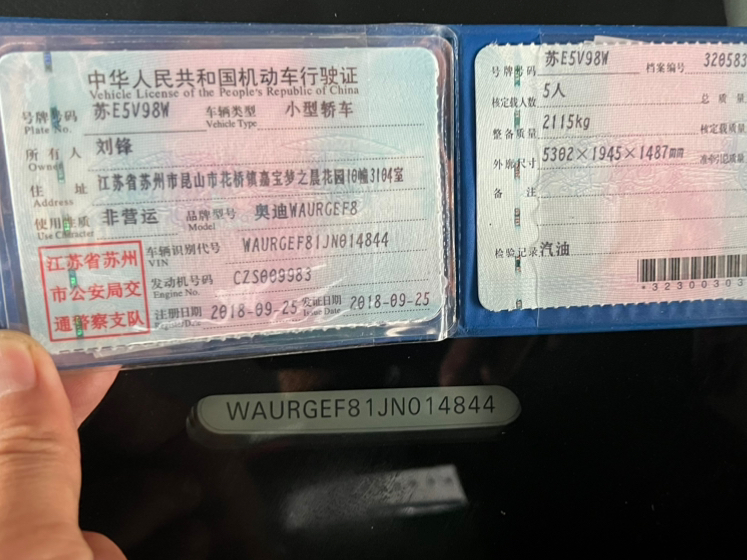 中华人民共和国机动车行驶证
Vehicle License of the People's Republic of China
号牌号码 苏E5V98W 车辆类型 小型轿车
Plate No. Vehicle Type
所有人 刘锋
Owner
住址 江苏省苏州市昆山市花桥镇嘉宝梦之晨花园10幢3104室
Address
使用性质 非营运 品牌型号 奥迪WAURGEF8
Use Character Model
江苏省苏州
市公安局交
通警察支队
车辆识别代号 WAURGEF81JN014844
VIN
发动机号码 CZS009983
Engine No.
注册日期 2018-09-25 发证日期 2018-09-25
Issue Date
号牌号码 苏E5V98W 档案编号 320583
核定载人数 5人 总质量
整备质量 2115kg 核定载质量
外廓尺寸 5302×1945×1487mm 准牵引总质量
备注
检验记录 汽油
*32300303
WAURGEF81JN014844